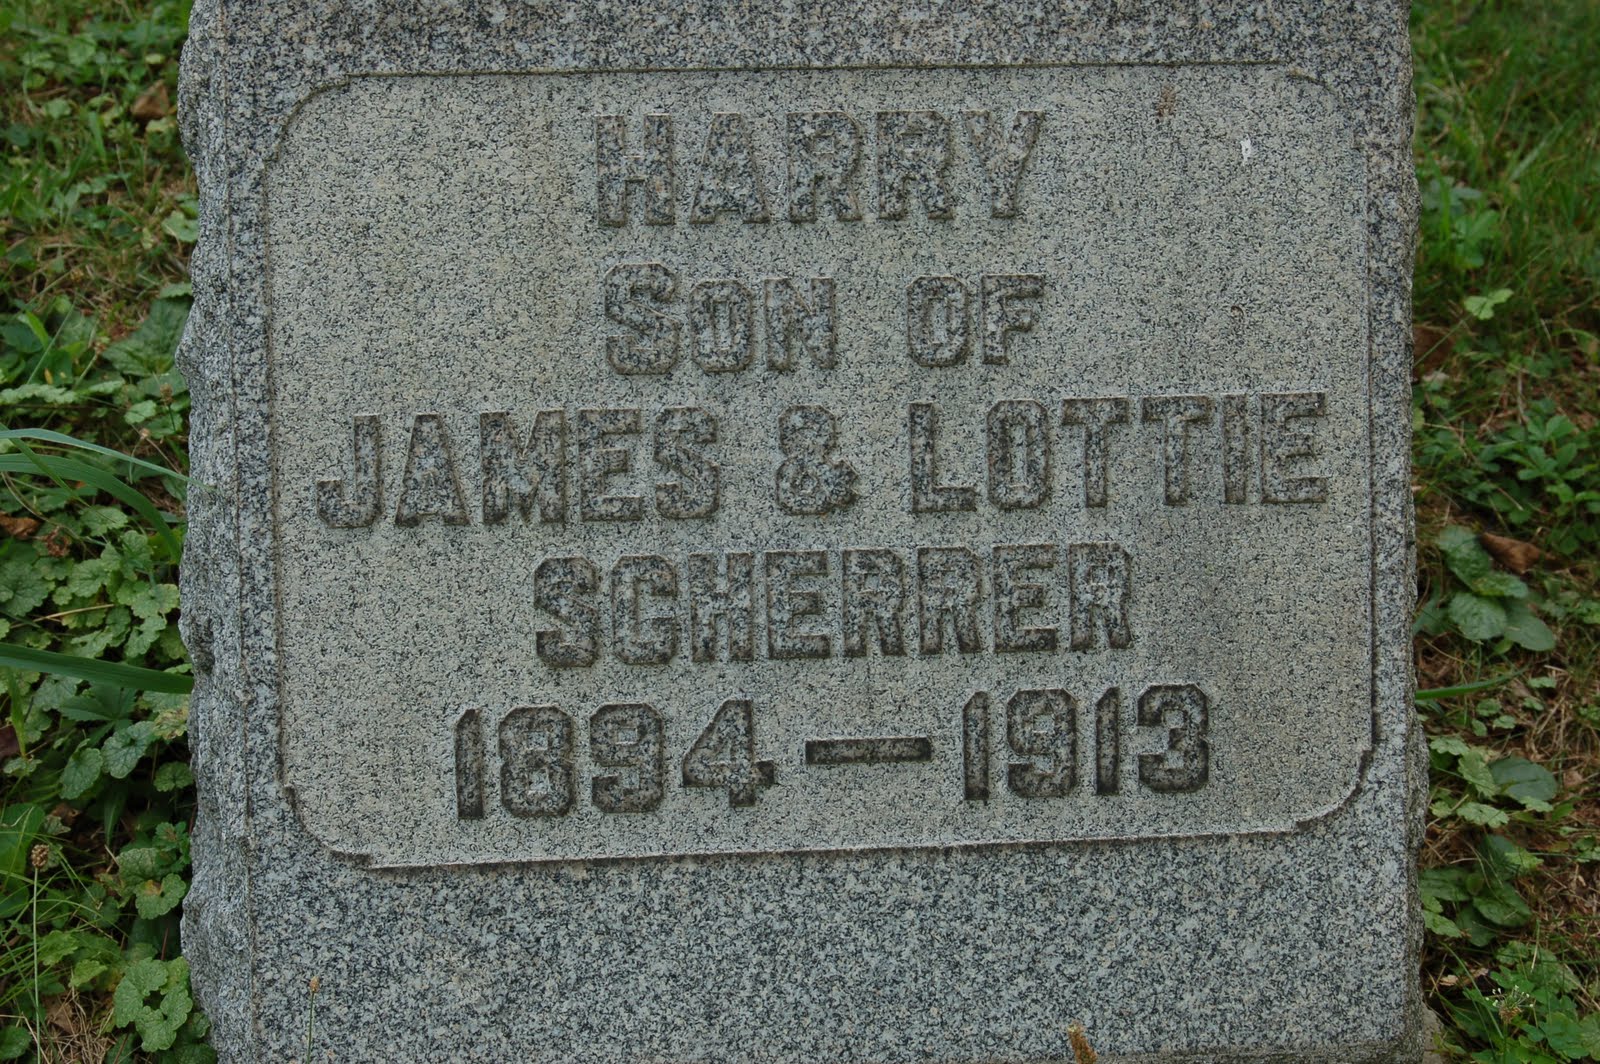 HARRY
SON OF
JAMES & LOTTIE
SCHERRER
1894—1913